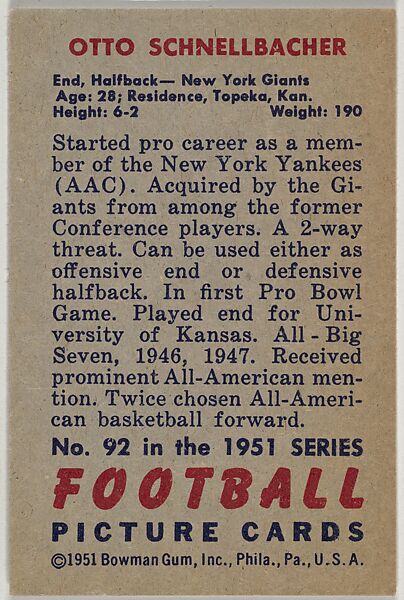 OTTO SCHNELLBACHER
End, Halfback— New York Giants
Age: 28; Residence, Topeka, Kan.
Height: 6-2 Weight: 190
Started pro career as a mem-
ber of the New York Yankees
(AAC). Acquired by the Gi-
ants from among the former
Conference players. A 2-way
threat. Can be used either as
offensive end or defensive
halfback. In first Pro Bowl
Game. Played end for Uni-
versity of Kansas. All - Big
Seven, 1946, 1947. Received
prominent All-American men-
tion. Twice chosen All-Ameri-
can basketball forward.
No. 92 in the 1951 SERIES
FOOTBALL
PICTURE CARDS
©1951 Bowman Gum, Inc., Phila., Pa., U.S.A.